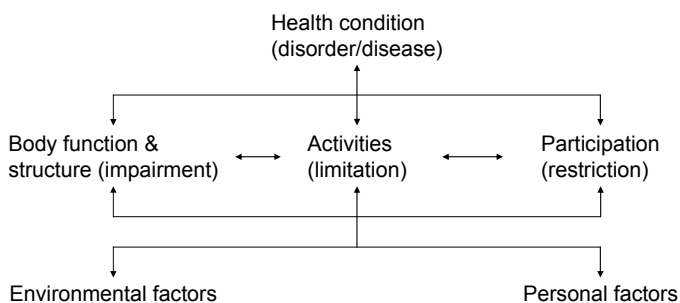 Health condition
(disorder/disease)
Body function &
structure (impairment)
Activities
(limitation)
Participation
(restriction)
Environmental factors
Personal factors